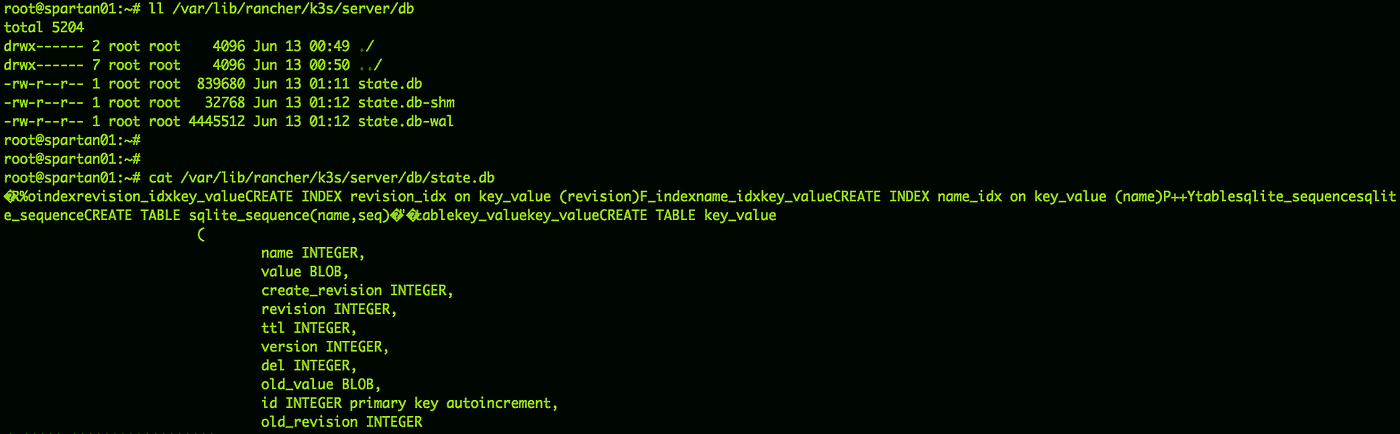 root@spartan01:~# ll /var/lib/rancher/k3s/server/db
total 5204
drwx------ 2 root root    4096 Jun 13 00:49 ./
drwx------ 7 root root    4096 Jun 13 00:50 ../
-rw-r--r-- 1 root root  839680 Jun 13 01:11 state.db
-rw-r--r-- 1 root root   32768 Jun 13 01:12 state.db-shm
-rw-r--r-- 1 root root 4445512 Jun 13 01:12 state.db-wal
root@spartan01:~#
root@spartan01:~#
root@spartan01:~# cat /var/lib/rancher/k3s/server/db/state.db
�R%oindexrevision_idxkey_valueCREATE INDEX revision_idx on key_value (revision)F_indexname_idxkey_valueCREATE INDEX name_idx on key_value (name)P++Ytablesqlite_sequencesqlit
e_sequenceCREATE TABLE sqlite_sequence(name,seq)�'�tablekey_valuekey_valueCREATE TABLE key_value
(
name INTEGER,
value BLOB,
create_revision INTEGER,
revision INTEGER,
ttl INTEGER,
version INTEGER,
del INTEGER,
old_value BLOB,
id INTEGER primary key autoincrement,
old_revision INTEGER